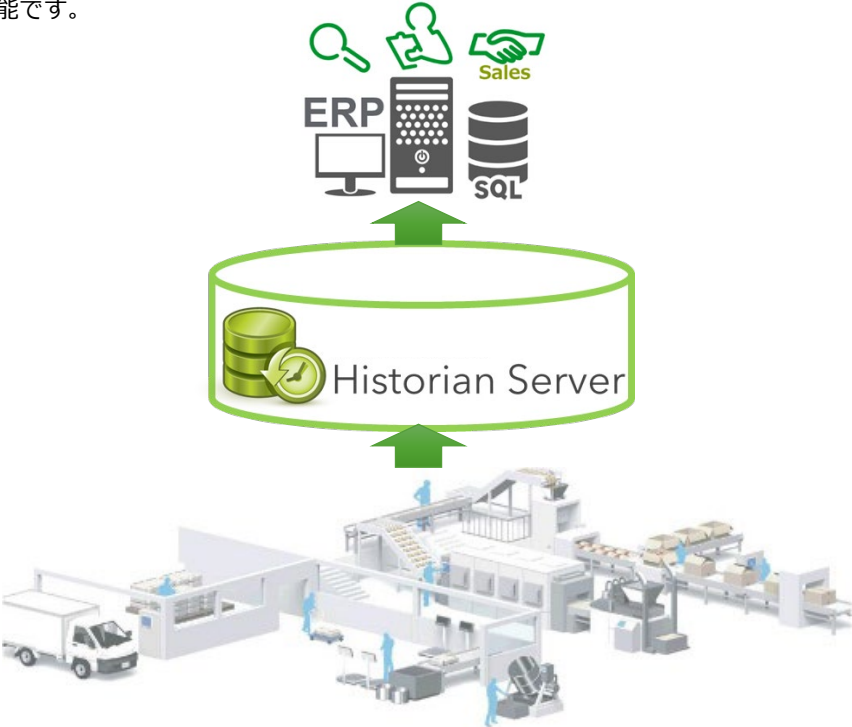 能です。
Sales
ERP
SQL
Historian Server